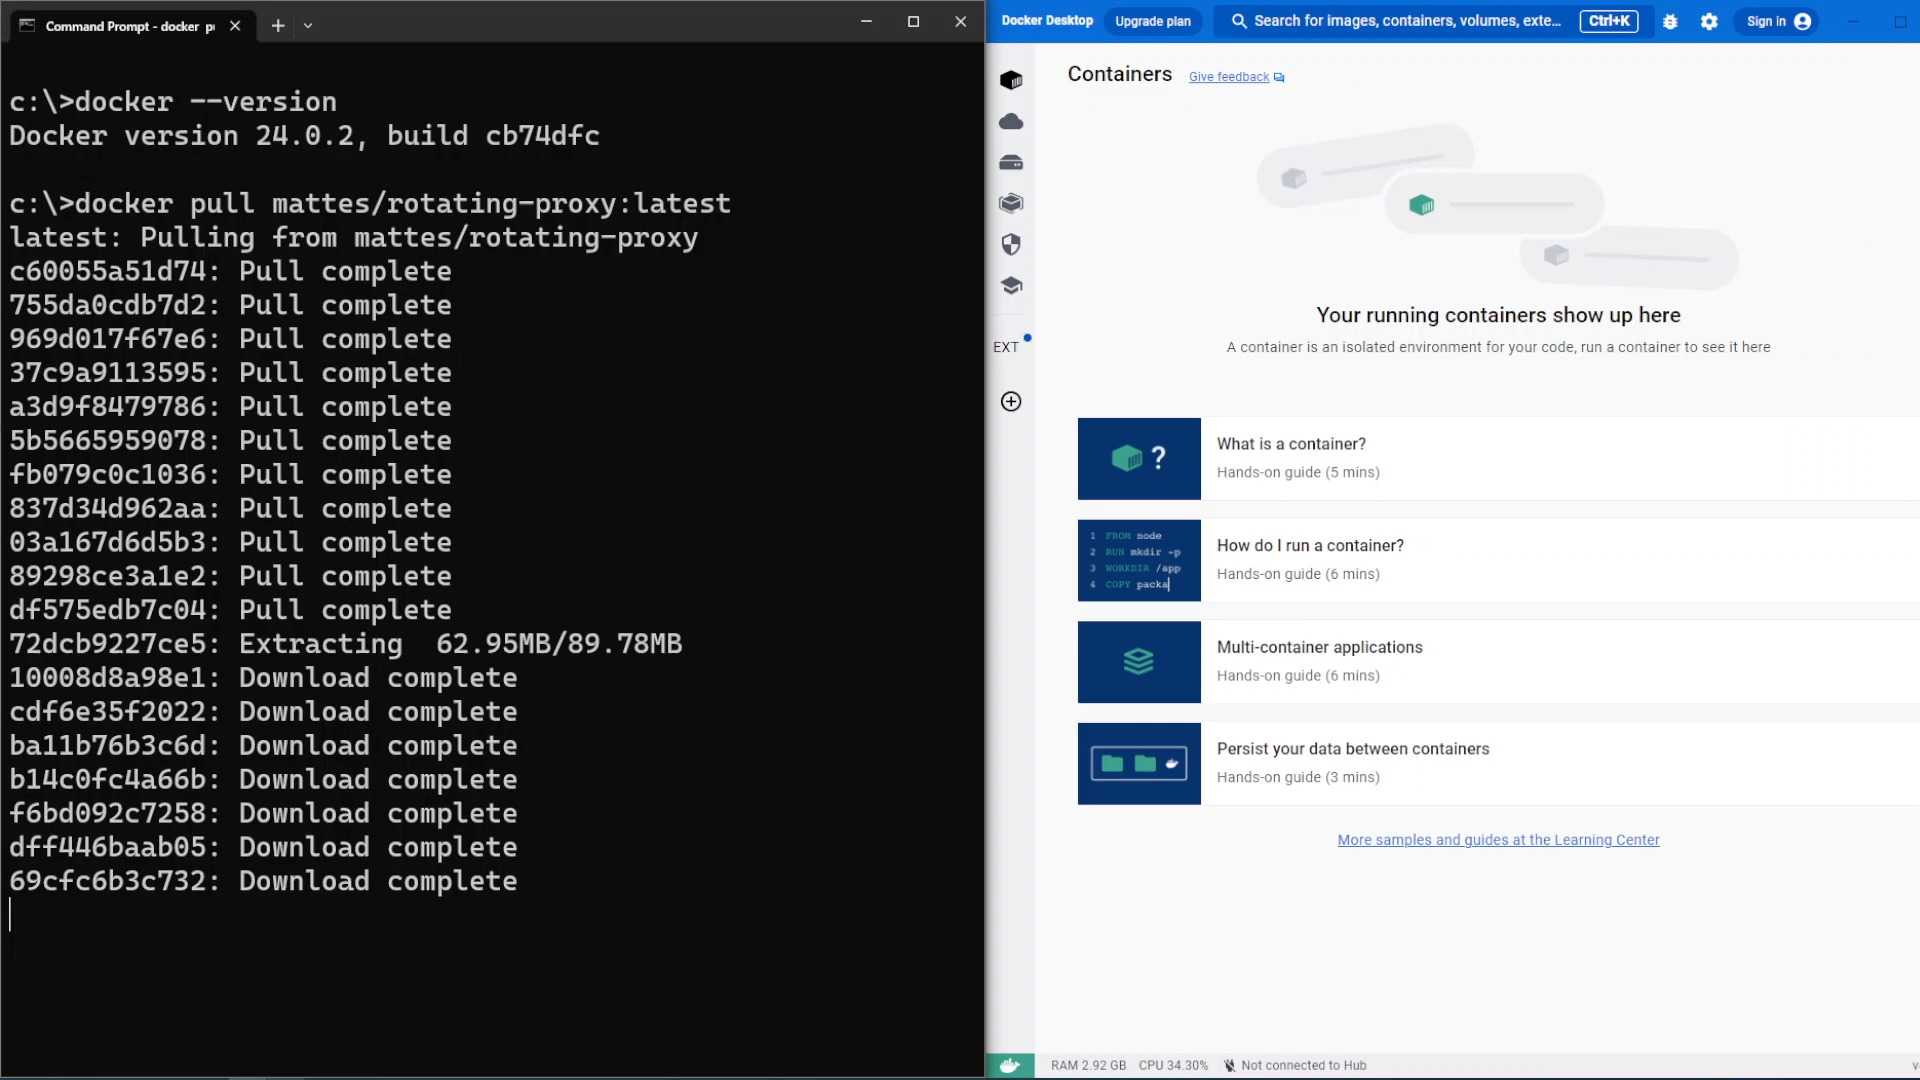 Command Prompt - docker p
c:\>docker --version
Docker version 24.0.2, build cb74dfc
c:\>docker pull mattes/rotating-proxy:latest
latest: Pulling from mattes/rotating-proxy
c60055a51d74: Pull complete
755da0cdb7d2: Pull complete
969d017f67e6: Pull complete
37c9a9113595: Pull complete
a3d9f8479786: Pull complete
5b5665959078: Pull complete
fb079c0c1036: Pull complete
837d34d962aa: Pull complete
03a167d6d5b3: Pull complete
89298ce3a1e2: Pull complete
df575edb7c04: Pull complete
72dcb9227ce5: Extracting  62.95MB/89.78MB
10008d8a98e1: Download complete
cdf6e35f2022: Download complete
ba11b76b3c6d: Download complete
b14c0fc4a66b: Download complete
f6bd092c7258: Download complete
dff446baab05: Download complete
69cfc6b3c732: Download complete
Docker Desktop
Upgrade plan
Search for images, containers, volumes, exte...
Ctrl+K
Sign in
Containers
Give feedback
EXT
Your running containers show up here
A container is an isolated environment for your code, run a container to see it here
?
What is a container?
Hands-on guide (5 mins)
1 FROM node
2 RUN mkdir -p
3 WORKDIR /app
4 COPY packa
How do I run a container?
Hands-on guide (6 mins)
Multi-container applications
Hands-on guide (6 mins)
Persist your data between containers
Hands-on guide (3 mins)
More samples and guides at the Learning Center
RAM 2.92 GB
CPU 34.30%
Not connected to Hub
v